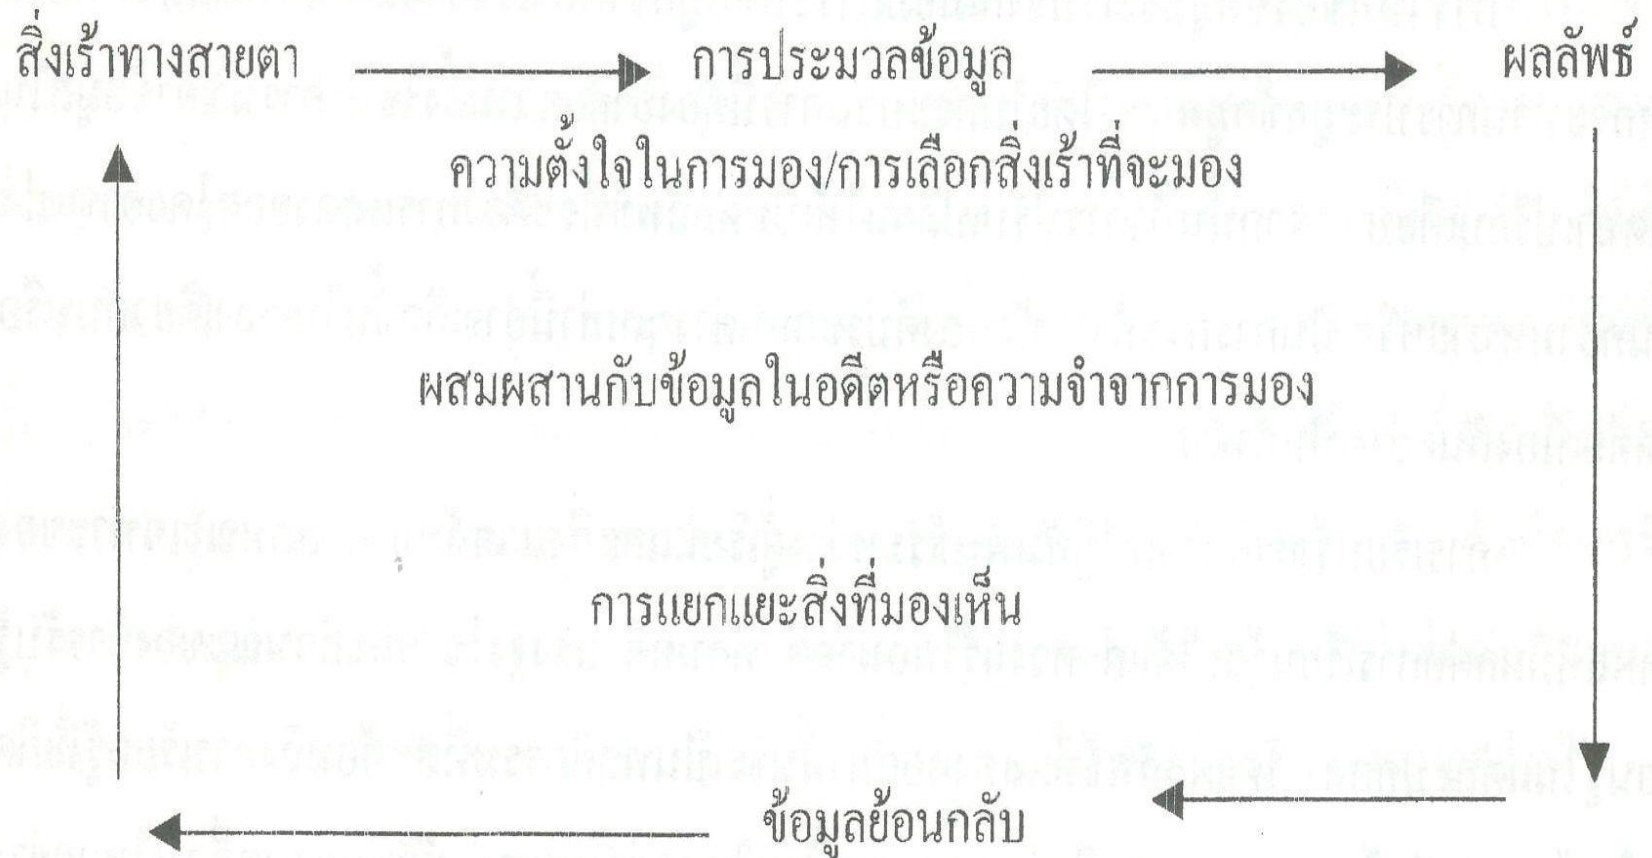 สิ่งเร้าทางสายตา การประมวลข้อมูล ผลลัพธ์
ความตั้งใจในการมอง/การเลือกสิ่งเร้าที่จะมอง
ผสมผสานกับข้อมูลในอดีตหรือความจำจากการมอง
การแยกแยะสิ่งที่มองเห็น
ข้อมูลย้อนกลับ